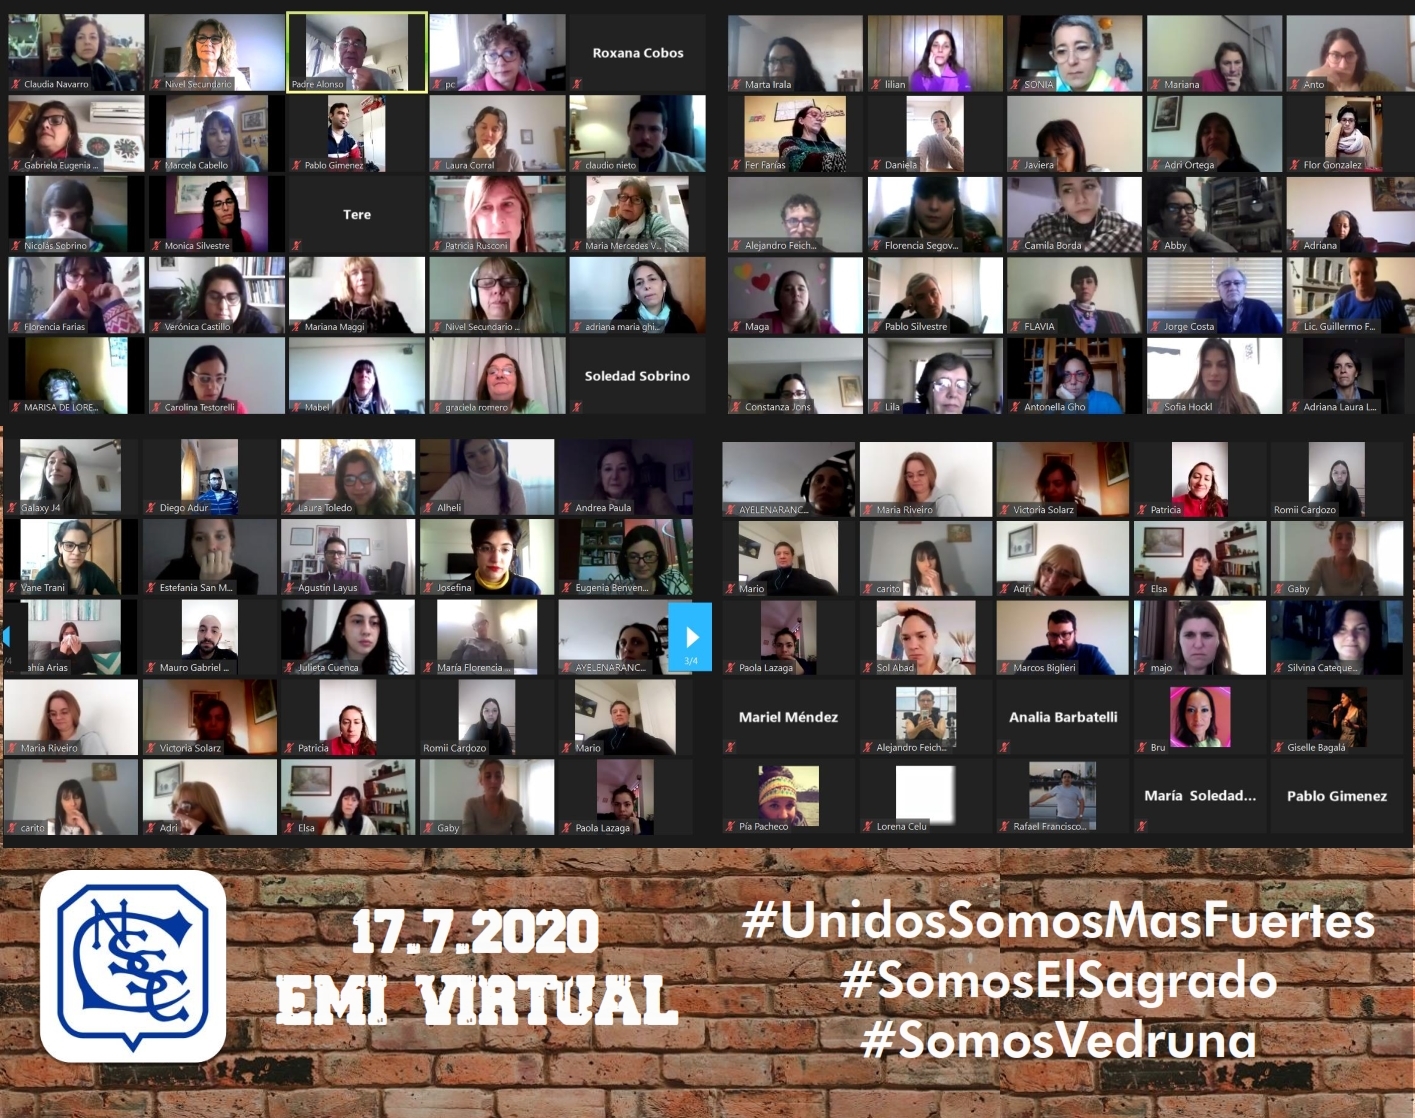 Claudia Navarro
Nivel Secundario
Padre Alonso
pc
Roxana Cobos
Gabriela Eugenia ...
Marcela Cabello
Pablo Gimenez
Laura Corral
claudio nieto
Nicolás Sobrino
Monica Silvestre
Tere
Patricia Rusconi
Maria Mercedes V...
Florencia Farias
Verónica Castillo
Mariana Maggi
Nivel Secundario ...
adriana maria ghi...
MARISA DE LORE...
Carolina Testorelli
Mabel
graciela romero
Soledad Sobrino
Marta Irala
lilian
SONIA
Mariana
Anto
Fer Farías
Daniela
Javiera
Adri Ortega
Flor Gonzalez
Alejandro Feich...
Florencia Segov...
Camila Borda
Abby
Adriana
Maga
Pablo Silvestre
FLAVIA
Jorge Costa
Lic. Guillermo F...
Constanza Jons
Lila
Antonella Gho
Sofia Hockl
Adriana Laura L...
Galaxy J4
Diego Adur
Laura Toledo
Alheli
Andrea Paula
Vane Trani
Estefania San M...
Agustin Layus
Josefina
Eugenia Benven...
ahía Arias
Mauro Gabriel ...
Julieta Cuenca
María Florencia ...
AYELENARANC...
3/4
Maria Riveiro
Victoria Solarz
Patricia
Romii Cardozo
Mario
carito
Adri
Elsa
Gaby
Paola Lazaga
AYELENARANC...
Maria Riveiro
Victoria Solarz
Patricia
Romii Cardozo
Mario
carito
Adri
Elsa
Gaby
Paola Lazaga
Sol Abad
Marcos Biglieri
majo
Silvina Cateque...
Mariel Méndez
Alejandro Feich...
Analia Barbatelli
Bru
Giselle Bagalá
Pía Pacheco
Lorena Celu
Rafael Francisco...
María Soledad...
Pablo Gimenez
17.7.2020
EMI VIRTUAL
#UnidosSomosMasFuertes
#SomosElSagrado
#SomosVedruna